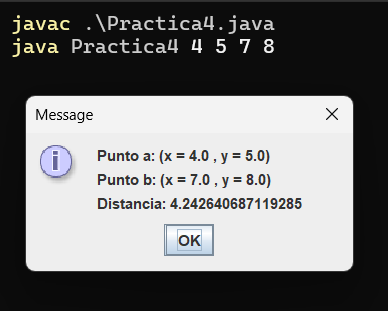 javac .\Practica4.java
java Practica4 4 5 7 8
Message
Punto a: (x = 4.0 , y = 5.0)
Punto b: (x = 7.0 , y = 8.0)
Distancia: 4.242640687119285
OK